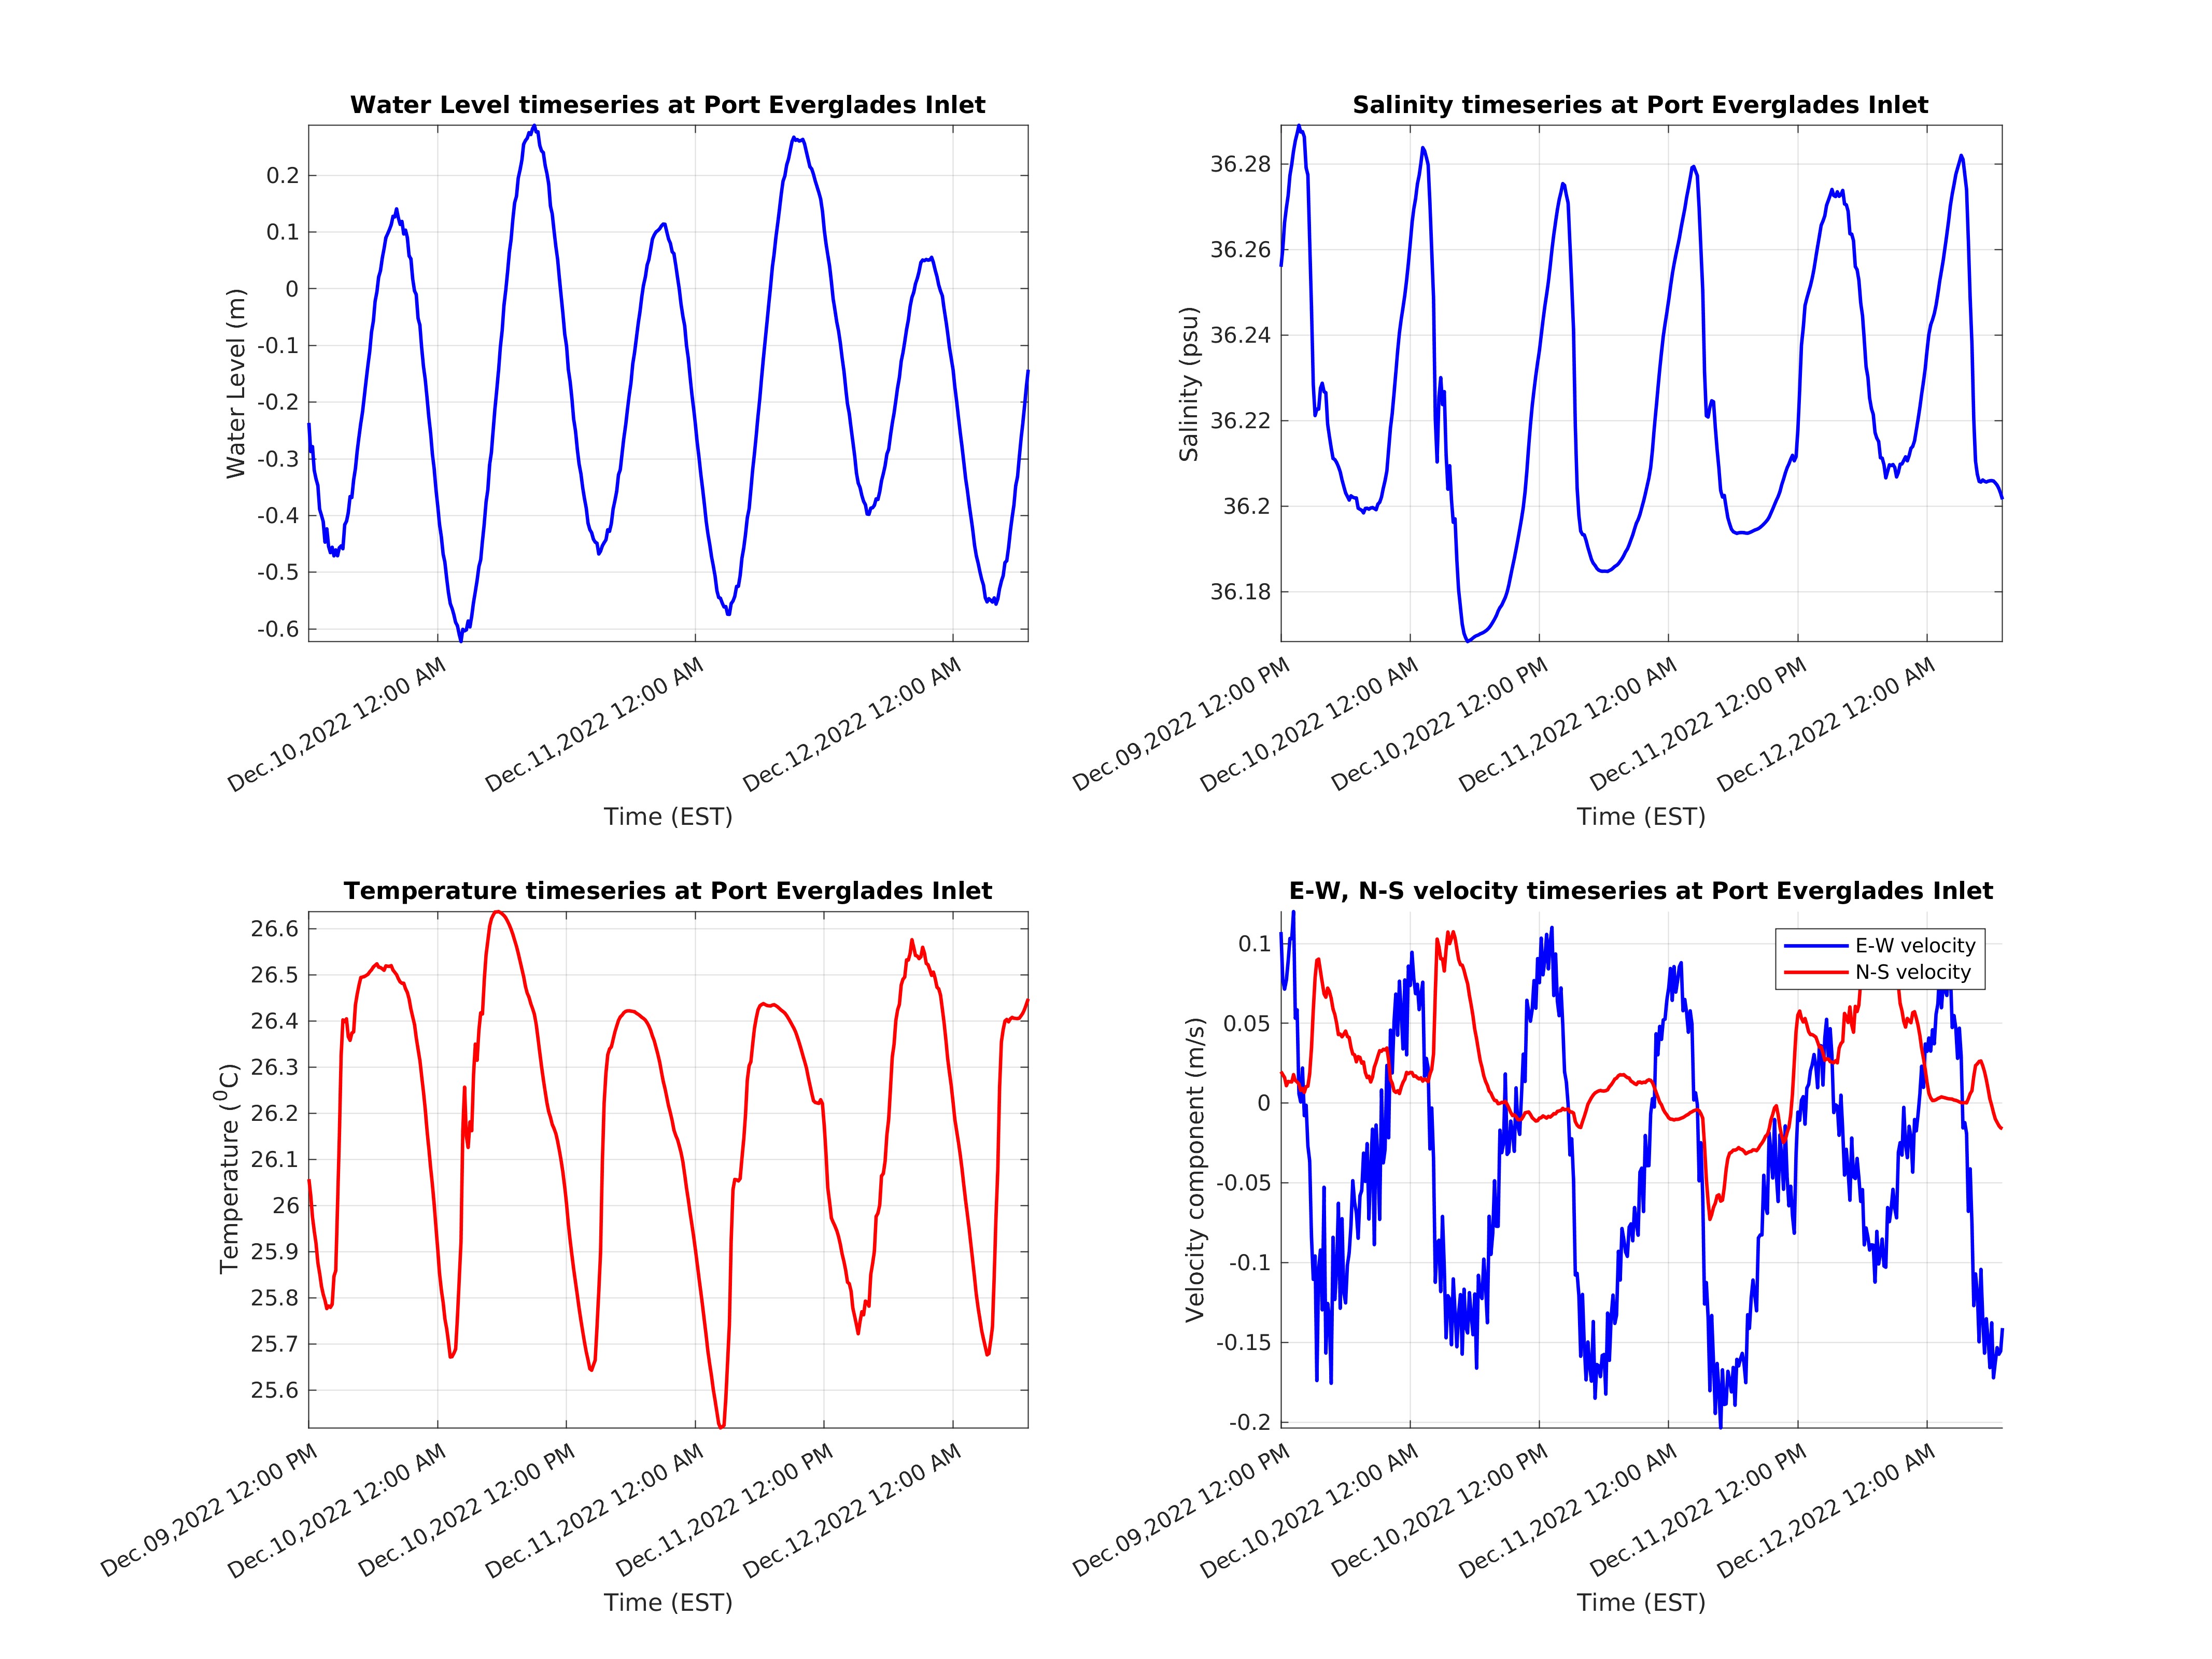 Water Level timeseries at Port Everglades Inlet
Water Level (m)
0.2
0.1
0
-0.1
-0.2
-0.3
-0.4
-0.5
-0.6
Dec.10,2022 12:00 AM
Dec.11,2022 12:00 AM
Dec.12,2022 12:00 AM
Time (EST)
Salinity timeseries at Port Everglades Inlet
Salinity (psu)
36.28
36.26
36.24
36.22
36.2
36.18
Dec.09,2022 12:00 PM
Dec.10,2022 12:00 AM
Dec.10,2022 12:00 PM
Dec.11,2022 12:00 AM
Dec.11,2022 12:00 PM
Dec.12,2022 12:00 AM
Time (EST)
Temperature timeseries at Port Everglades Inlet
Temperature (⁰C)
26.6
26.5
26.4
26.3
26.2
26.1
26
25.9
25.8
25.7
25.6
Dec.09,2022 12:00 PM
Dec.10,2022 12:00 AM
Dec.10,2022 12:00 PM
Dec.11,2022 12:00 AM
Dec.11,2022 12:00 PM
Dec.12,2022 12:00 AM
Time (EST)
E-W, N-S velocity timeseries at Port Everglades Inlet
Velocity component (m/s)
0.1
0.05
0
-0.05
-0.1
-0.15
-0.2
E-W velocity
N-S velocity
Dec.09,2022 12:00 PM
Dec.10,2022 12:00 AM
Dec.10,2022 12:00 PM
Dec.11,2022 12:00 AM
Dec.11,2022 12:00 PM
Dec.12,2022 12:00 AM
Time (EST)